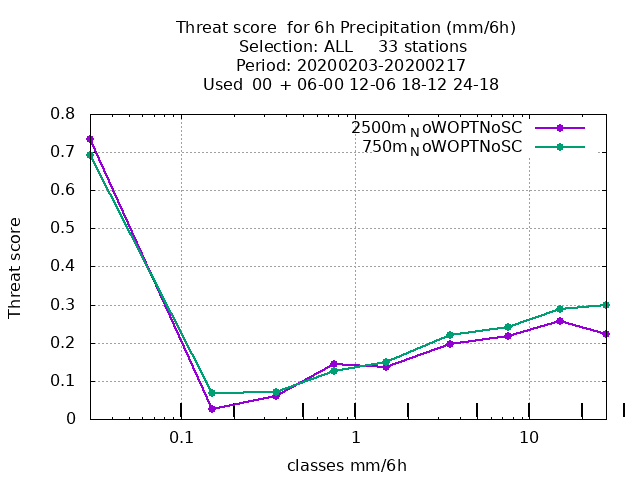 Threat score  for 6h Precipitation (mm/6h)
Selection: ALL     33 stations
Period: 20200203-20200217
Used  00  + 06-00 12-06 18-12 24-18
0.8
0.7
0.6
0.5
0.4
0.3
0.2
0.1
0
Threat score
2500m_NoWOPTNoSC
750m_NoWOPTNoSC
0.1
1
10
classes mm/6h